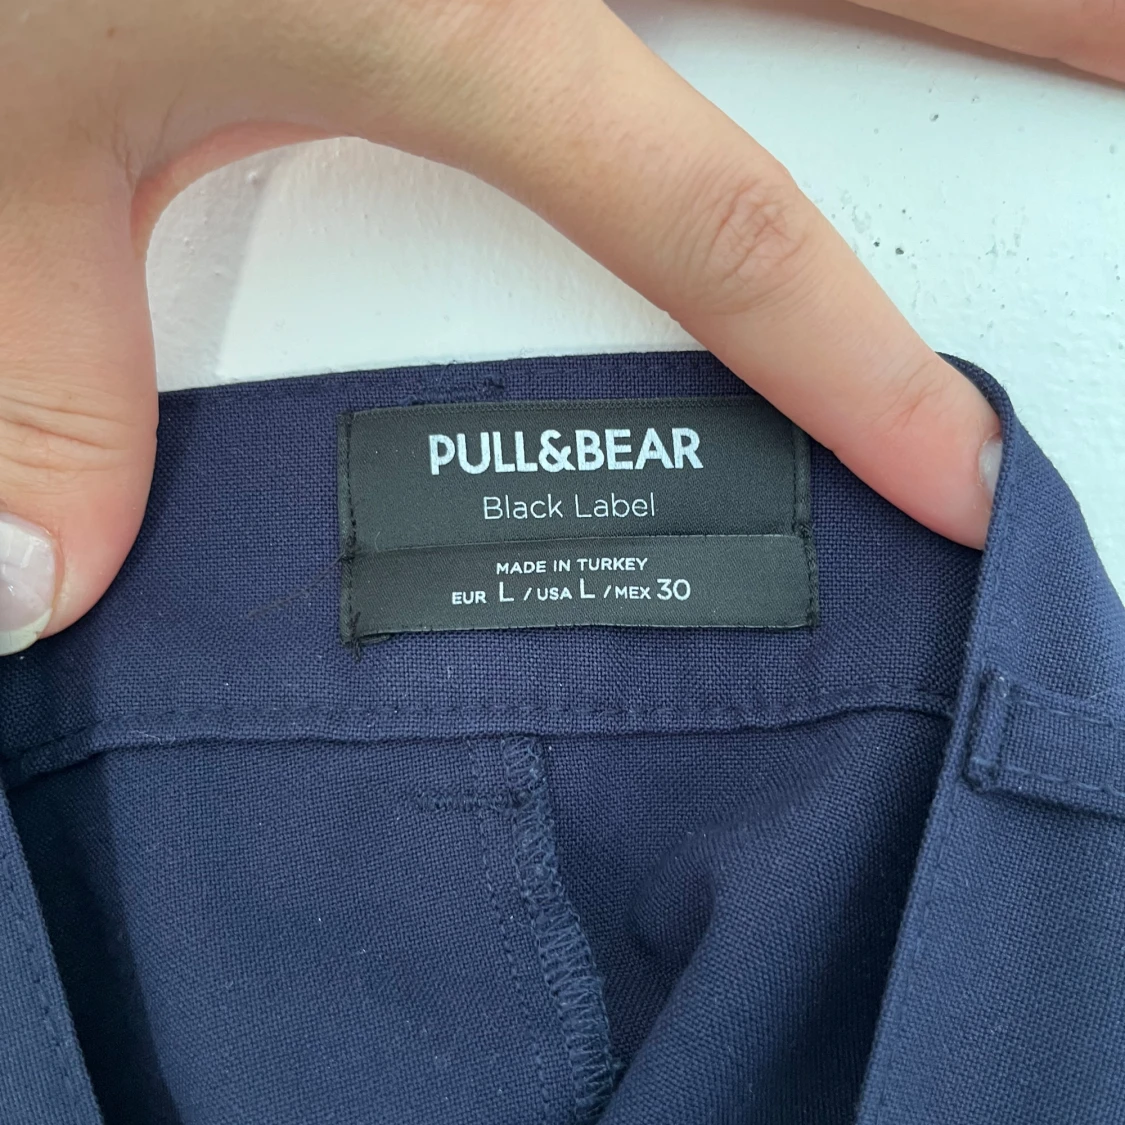 PULL&BEAR
Black Label
MADE IN TURKEY
EUR L / USA L / MEX 30